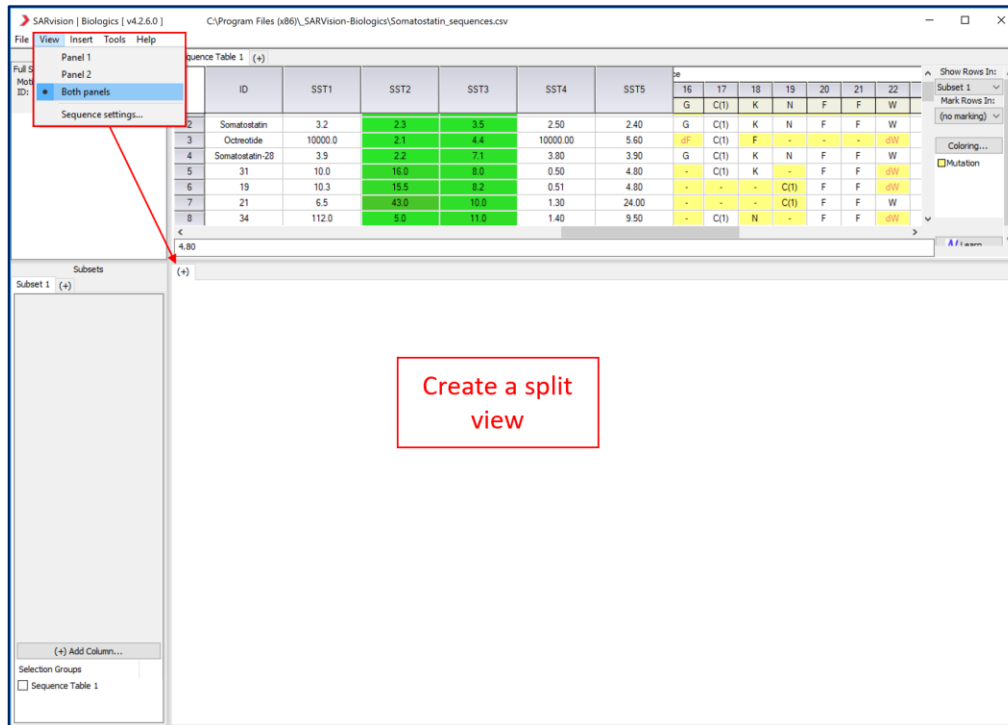 SARvision | Biologics [ v4.2.6.0 ] C:\Program Files (x86)\_SARVision-Biologics\Somatostatin_sequences.csv
File View Insert Tools Help
Panel 1
Panel 2
Both panels
Sequence settings...
Full S
Moti
ID:
quence Table 1 (+)
ID SST1 SST2 SST3 SST4 SST5 16 17 18 19 20 21 22
G C(1) K N F F W
2 Somatostatin 3.2 2.3 3.5 2.50 2.40 G C(1) K N F F W
3 Octreotide 10000.0 2.1 4.4 10000.00 5.60 dF C(1) F - - - dW
4 Somatostatin-28 3.9 2.2 7.1 3.80 3.90 G C(1) K N F F W
5 31 10.0 16.0 8.0 0.50 4.80 - C(1) K - F F dW
6 19 10.3 15.5 8.2 0.51 4.80 - - - C(1) F F dW
7 21 6.5 43.0 10.0 1.30 24.00 - - - C(1) F F W
8 34 112.0 5.0 11.0 1.40 9.50 - C(1) N - F F dW
4.80
Show Rows In:
Subset 1
Mark Rows In:
(no marking)
Coloring...
Mutation
Subsets
Subset 1 (+)
(+)
Create a split
view
(+) Add Column...
Selection Groups
Sequence Table 1